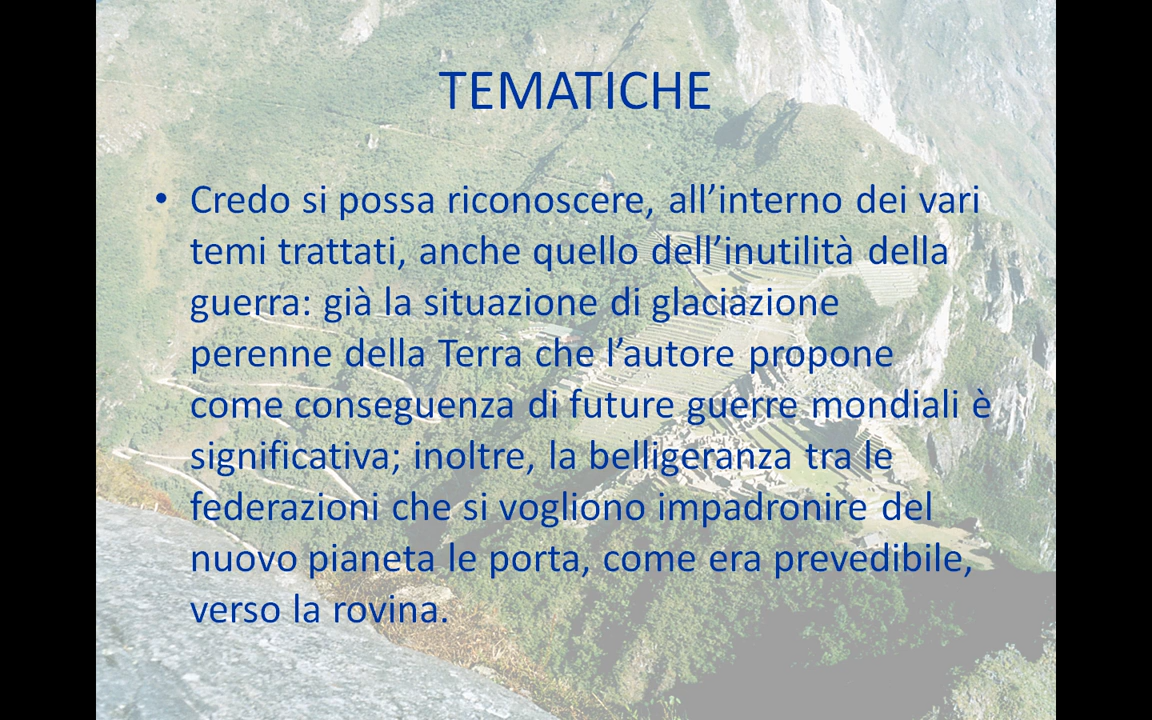 TEMATICHE
• Credo si possa riconoscere, all’interno dei vari
temi trattati, anche quello dell’inutilità della
guerra: già la situazione di glaciazione
perenne della Terra che l’autore propone
come conseguenza di future guerre mondiali è
significativa; inoltre, la belligeranza tra le
federazioni che si vogliono impadronire del
nuovo pianeta le porta, come era prevedibile,
verso la rovina.